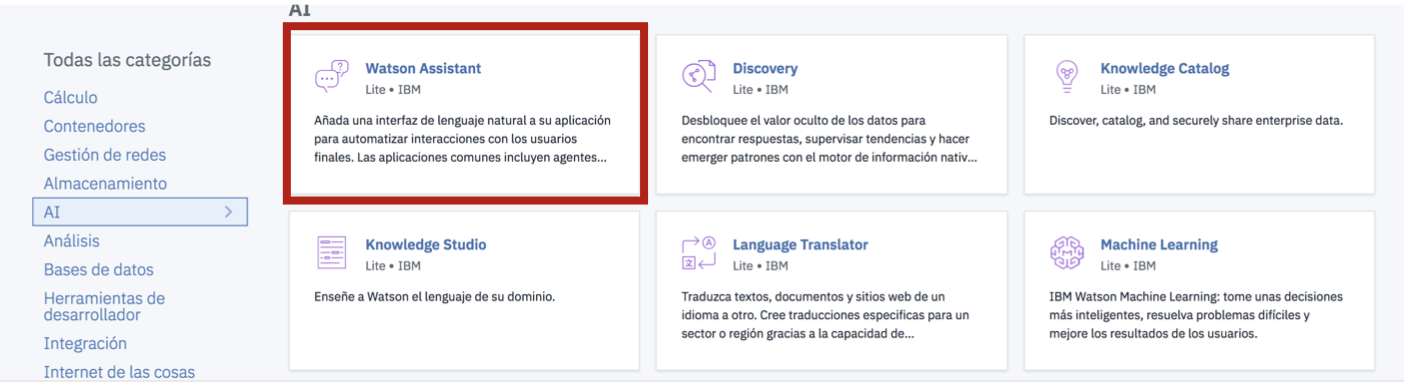 AI
Todas las categorías
Cálculo
Contenedores
Gestión de redes
Almacenamiento
AI
Análisis
Bases de datos
Herramientas de
desarrollador
Integración
Internet de las cosas
Watson Assistant
Lite • IBM
Añada una interfaz de lenguaje natural a su aplicación
para automatizar interacciones con los usuarios
finales. Las aplicaciones comunes incluyen agentes...
Discovery
Lite • IBM
Desbloquee el valor oculto de los datos para
encontrar respuestas, supervisar tendencias y hacer
emerger patrones con el motor de información nativ...
Knowledge Catalog
Lite • IBM
Discover, catalog, and securely share enterprise data.
Knowledge Studio
Lite • IBM
Enseñe a Watson el lenguaje de su dominio.
Language Translator
Lite • IBM
Traduzca textos, documentos y sitios web de un
idioma a otro. Cree traducciones específicas para un
sector o región gracias a la capacidad de...
Machine Learning
Lite • IBM
IBM Watson Machine Learning: tome unas decisiones
más inteligentes, resuelva problemas difíciles y
mejore los resultados de los usuarios.